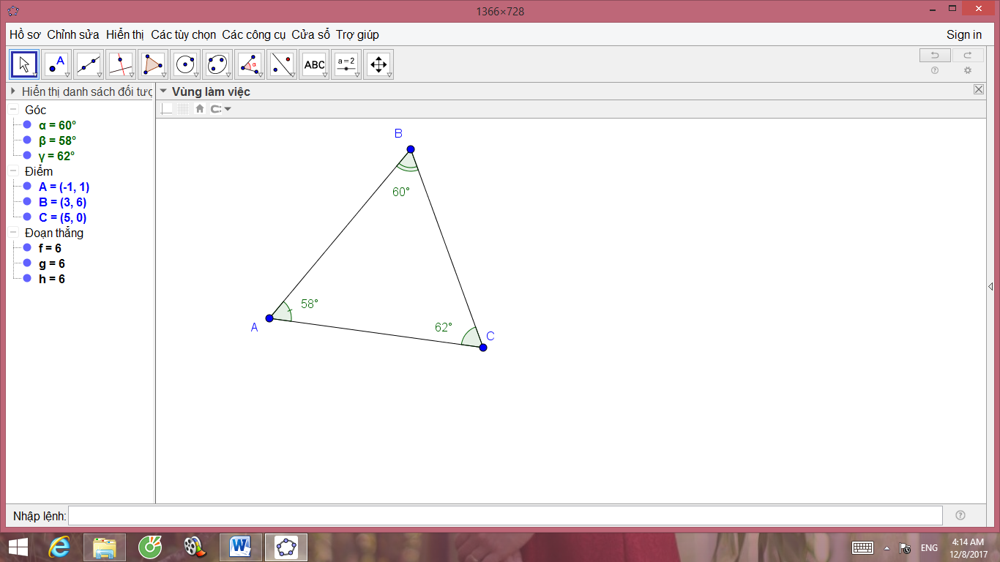 1366×728
Hồ sơ Chỉnh sửa Hiển thị Các tùy chọn Các công cụ Cửa sổ Trợ giúp Sign in
A α ABC a = 2
Hiển thị danh sách đối tượ
Vùng làm việc
Góc
α = 60°
β = 58°
γ = 62°
Điểm
A = (-1, 1)
B = (3, 6)
C = (5, 0)
Đoạn thẳng
f = 6
g = 6
h = 6
B
60°
58°
A
62°
C
Nhập lệnh:
ENG
4:14 AM
12/8/2017